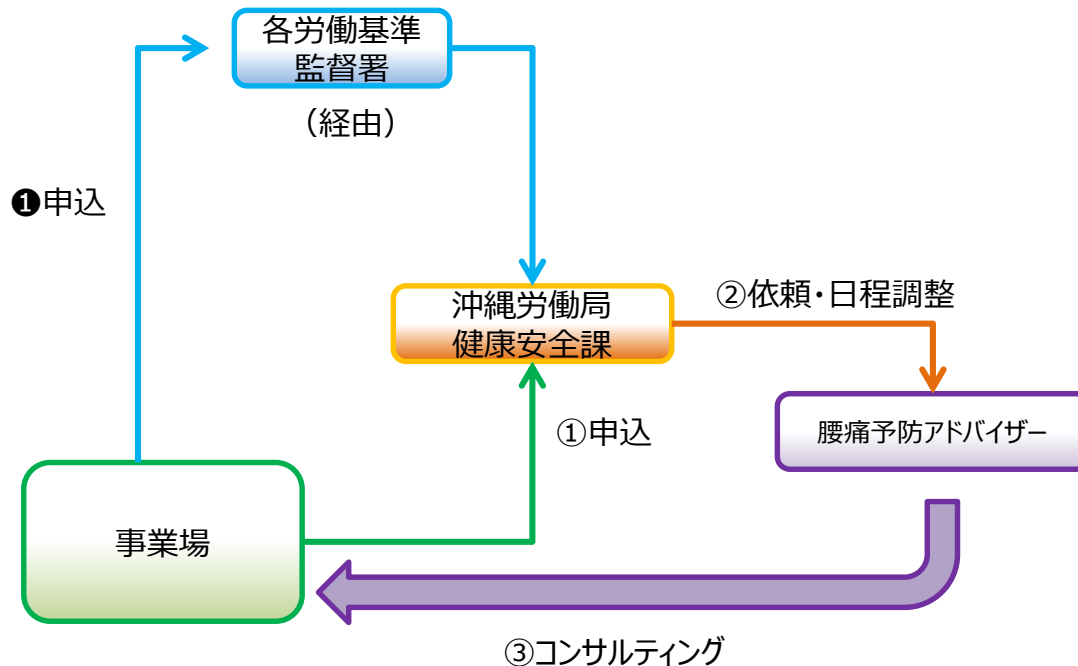 各労働基準
監督署
（経由）
❶申込
沖縄労働局
健康安全課
②依頼・日程調整
①申込
腰痛予防アドバイザー
事業場
③コンサルティング